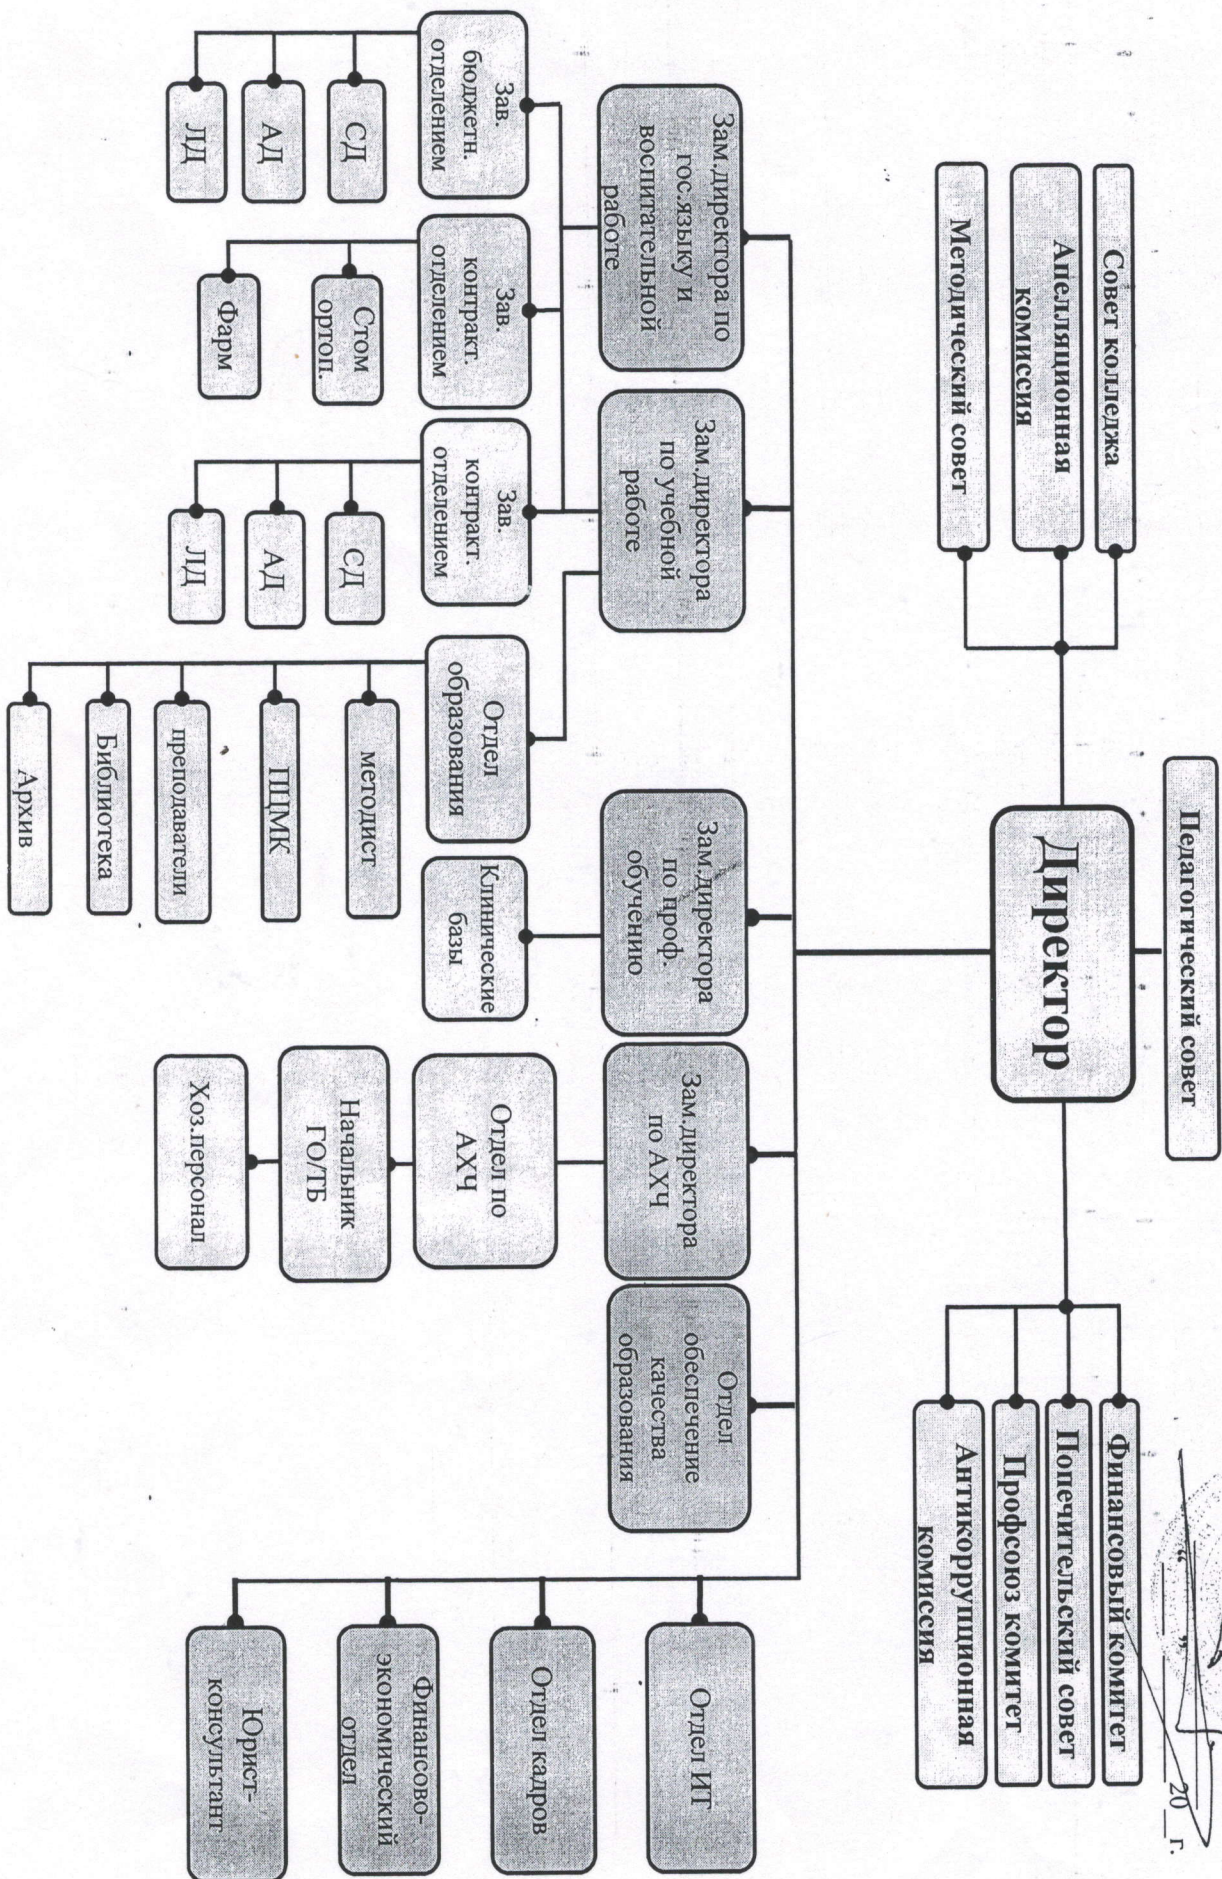 “ ” 20 г.
Педагогический совет
Директор
Совет колледжа
Апелляционная
комиссия
Методический совет
Финансовый комитет
Попечительский совет
Профсоюз комитет
Антикоррупционная
комиссия
Зам.директора по
гос.языку и
воспитательной
работе
Зам.директора
по учебной
работе
Зам.директора
по проф.
обучению
Зам.директора
по АХЧ
Отдел
обеспечение
качества
образования
Отдел ИТ
Отдел кадров
Финансово-
экономический
отдел
Юрист-
консультант
Зав.
бюджетн.
отделением
СД
АД
ЛД
Зав.
контракт.
отделением
Стом
ортоп.
Фарм
Зав.
контракт.
отделением
СД
АД
ЛД
Отдел
образования
методист
ПЦМК
преподаватели
Библиотека
Архив
Клинические
базы
Отдел по
АХЧ
Начальник
ГО/ТБ
Хоз.персонал